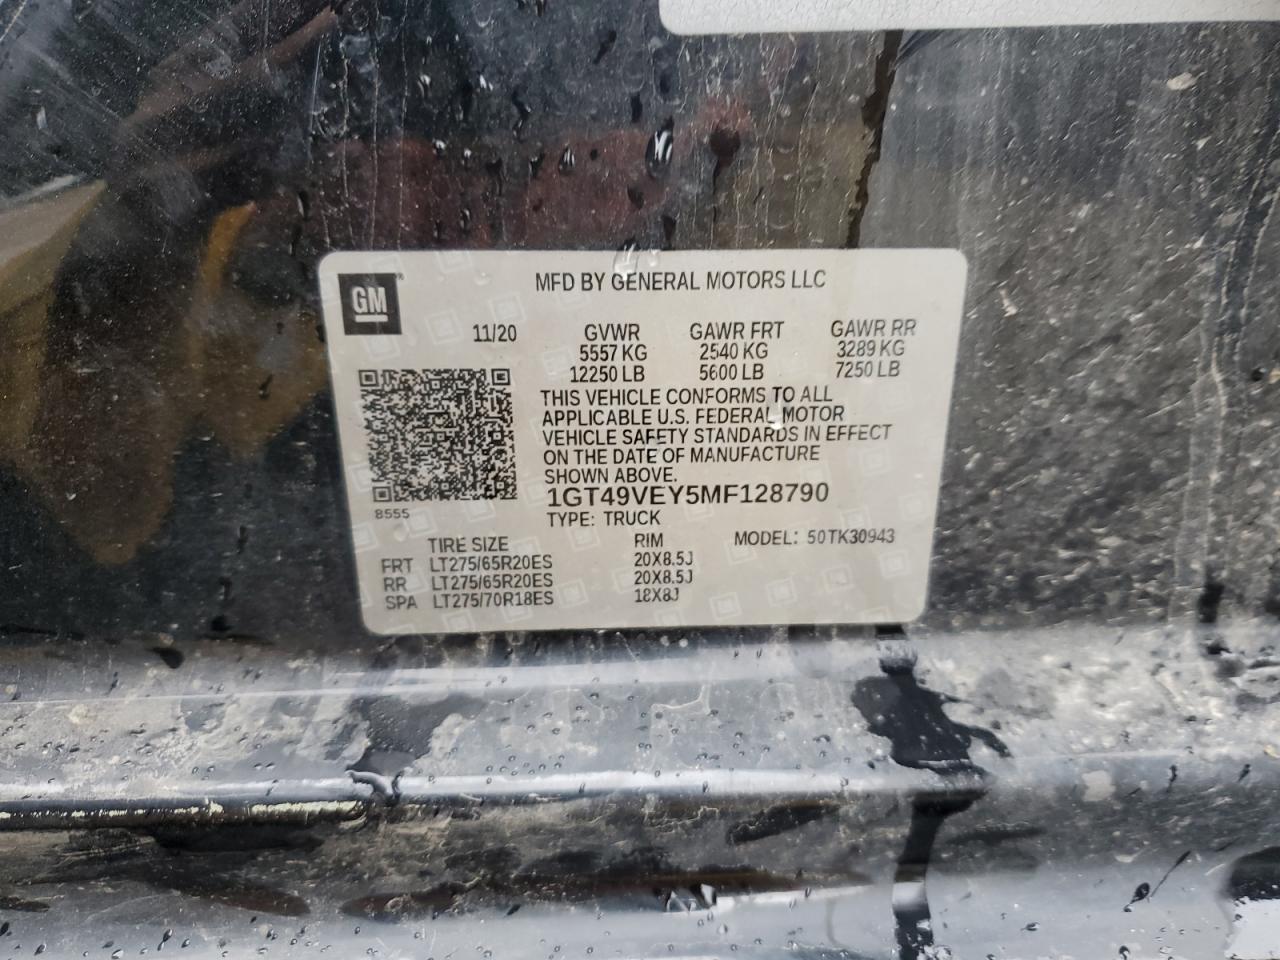 GM
MFD BY GENERAL MOTORS LLC
11/20 GVWR GAWR FRT GAWR RR
5557 KG 2540 KG 3289 KG
12250 LB 5600 LB 7250 LB
THIS VEHICLE CONFORMS TO ALL
APPLICABLE U.S. FEDERAL MOTOR
VEHICLE SAFETY STANDARDS IN EFFECT
ON THE DATE OF MANUFACTURE
SHOWN ABOVE.
1GT49VEY5MF128790
8555
TYPE: TRUCK
TIRE SIZE RIM MODEL: 50TK30943
FRT LT275/65R20ES 20X8.5J
RR LT275/65R20ES 20X8.5J
SPA LT275/70R18ES 18X8J